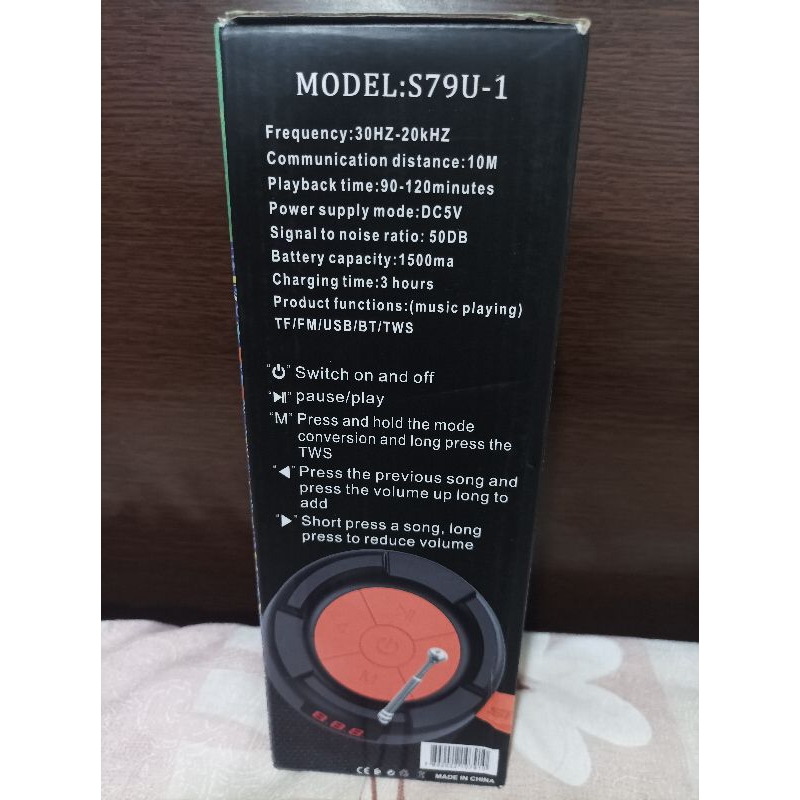 MODEL:S79U-1
Frequency:30HZ-20kHZ
Communication distance:10M
Playback time:90-120minutes
Power supply mode:DC5V
Signal to noise ratio: 50DB
Battery capacity:1500ma
Charging time:3 hours
Product functions:(music playing)
TF/FM/USB/BT/TWS
"⏻" Switch on and off
"⏯" pause/play
"M" Press and hold the mode
conversion and long press the
TWS
"◀" Press the previous song and
press the volume up long to
add
"▶" Short press a song, long
press to reduce volume
M
8.8.8
CE
MADE IN CHINA